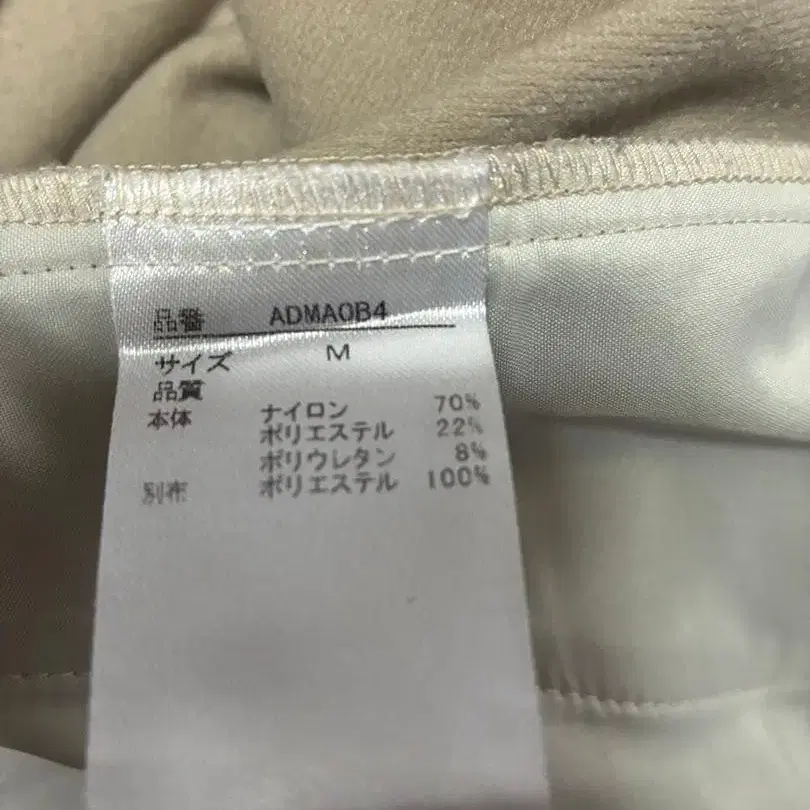 品番 ADMA0B4
サイズ M
品質
本体 ナイロン 70%
ポリエステル 22%
ポリウレタン 8%
別布 ポリエステル 100%